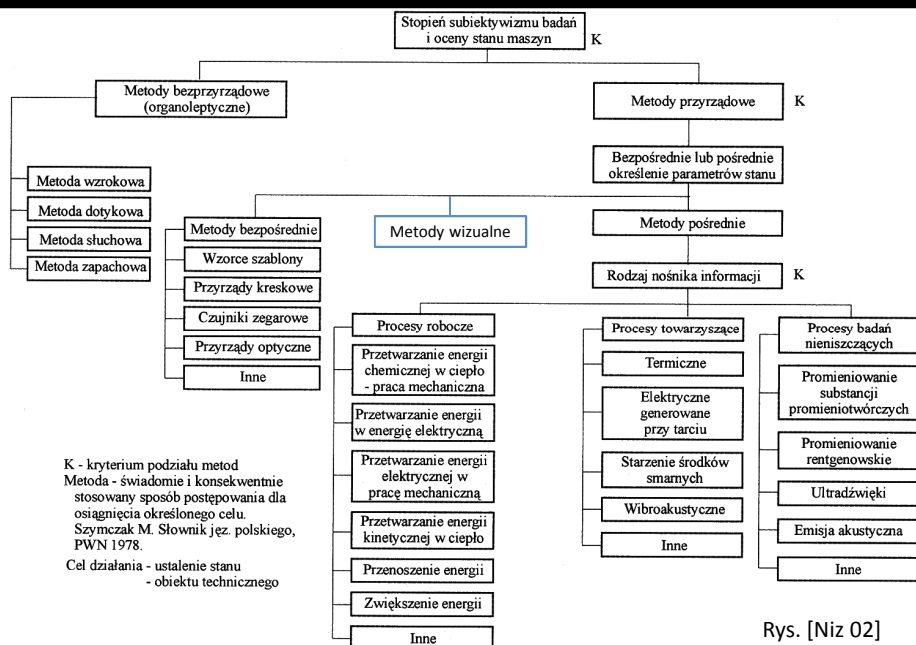 Stopień subiektywizmu badań
i oceny stanu maszyn
K
Metody bezprzyrządowe
(organoleptyczne)
Metody przyrządowe
K
Bezpośrednie lub pośrednie
określenie parametrów stanu
Metoda wzrokowa
Metoda dotykowa
Metoda słuchowa
Metoda zapachowa
Metody bezpośrednie
Wzorce szablony
Przyrządy kreskowe
Czujniki zegarowe
Przyrządy optyczne
Inne
Metody wizualne
Metody pośrednie
Rodzaj nośnika informacji
K
Procesy robocze
Przetwarzanie energii
chemicznej w ciepło
- praca mechaniczna
Przetwarzanie energii
w energię elektryczną
Przetwarzanie energii
elektrycznej w
pracę mechaniczną
Przetwarzanie energii
kinetycznej w ciepło
Przenoszenie energii
Zwiększenie energii
Inne
Procesy towarzyszące
Termiczne
Elektryczne
generowane
przy tarciu
Starzenie środków
smarnych
Wibroakustyczne
Inne
Procesy badań
nieniszczących
Promieniowanie
substancji
promieniotwórczych
Promieniowanie
rentgenowskie
Ultradźwięki
Emisja akustyczna
Inne
K - kryterium podziału metod
Metoda - świadomie i konsekwentnie
stosowany sposób postępowania dla
osiągnięcia określonego celu.
Szymczak M. Słownik jęz. polskiego,
PWN 1978.
Cel działania - ustalenie stanu
- obiektu technicznego
Rys. [Niz 02]